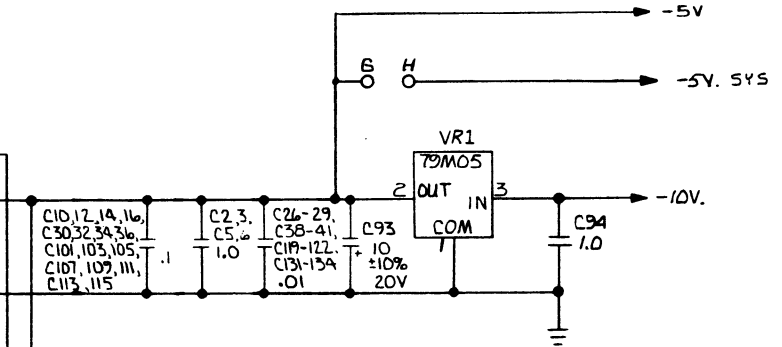 -5V
G H
-5V. SYS
VR1
79M05
2 OUT IN 3
-10V.
COM
1
C10,12,14,16,
C30,32,34,36,
C101,103,105,
C107,109,111,
C113,115
.1
C2,3,
C5,6
1.0
C26-29,
C38-41,
C119-122,
C131-134
.01
C93
+ 10
±10%
20V
C94
1.0